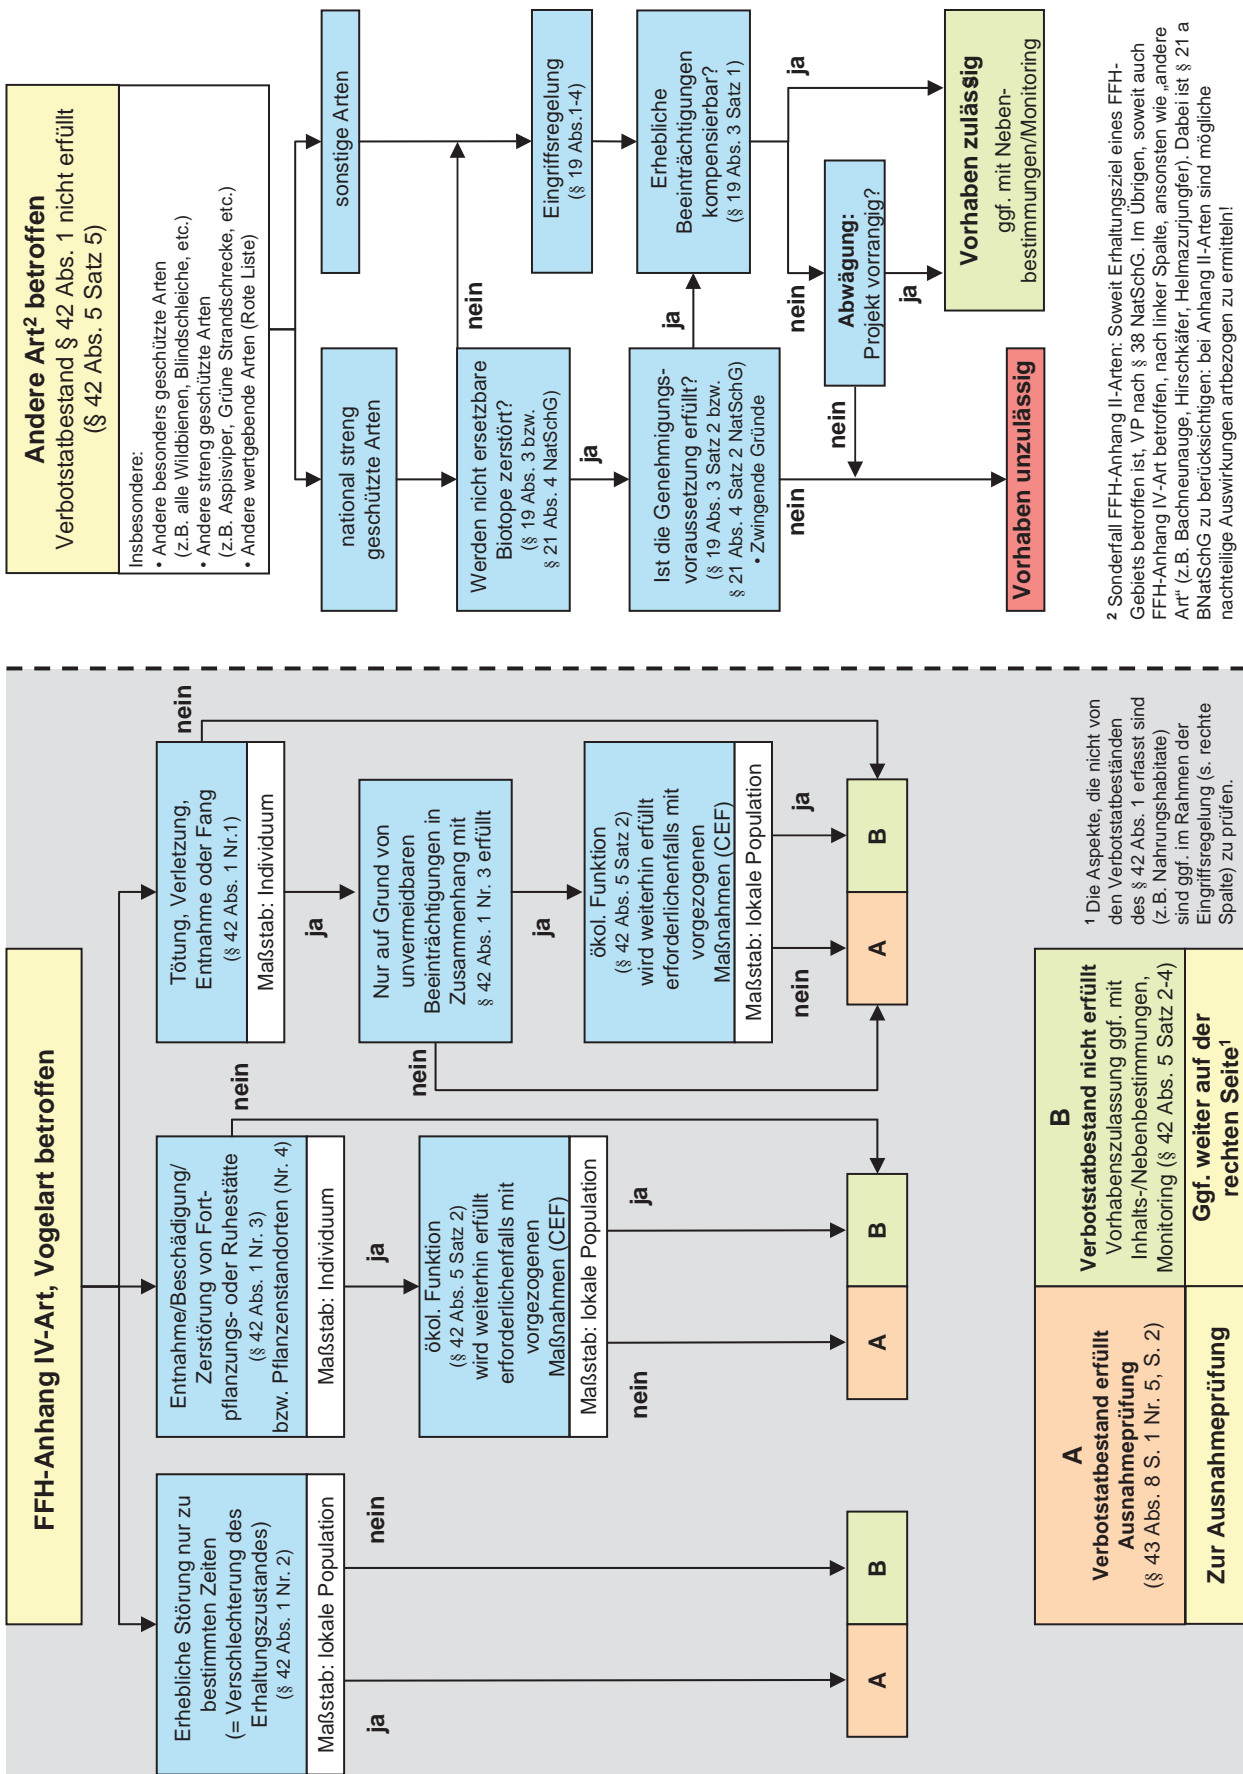 FFH-Anhang IV-Art, Vogelart betroffen
Erhebliche Störung nur zu
bestimmten Zeiten
(= Verschlechterung des
Erhaltungszustandes)
(§ 42 Abs. 1 Nr. 2)
Maßstab: lokale Population
ja
nein
A
B
Entnahme/Beschädigung/
Zerstörung von Fort-
pflanzungs- oder Ruhestätte
(§ 42 Abs. 1 Nr. 3)
bzw. Pflanzenstandorten (Nr. 4)
Maßstab: Individuum
nein
ja
ökol. Funktion
(§ 42 Abs. 5 Satz 2)
wird weiterhin erfüllt
erforderlichenfalls mit
vorgezogenen
Maßnahmen (CEF)
Maßstab: lokale Population
nein
ja
A
B
Tötung, Verletzung,
Entnahme oder Fang
(§ 42 Abs. 1 Nr.1)
Maßstab: Individuum
nein
ja
Nur auf Grund von
unvermeidbaren
Beeinträchtigungen in
Zusammenhang mit
§ 42 Abs. 1 Nr. 3 erfüllt
nein
ja
ökol. Funktion
(§ 42 Abs. 5 Satz 2)
wird weiterhin erfüllt
erforderlichenfalls mit
vorgezogenen
Maßnahmen (CEF)
Maßstab: lokale Population
nein
ja
A
B
A
Verbotstatbestand erfüllt
Ausnahmeprüfung
(§ 43 Abs. 8 S. 1 Nr. 5, S. 2)
Zur Ausnahmeprüfung
B
Verbotstatbestand nicht erfüllt
Vorhabenszulassung ggf. mit
Inhalts-/Nebenbestimmungen,
Monitoring (§ 42 Abs. 5 Satz 2-4)
Ggf. weiter auf der
rechten Seite¹
¹ Die Aspekte, die nicht von
den Verbotstatbeständen
des § 42 Abs. 1 erfasst sind
(z.B. Nahrungshabitate)
sind ggf. im Rahmen der
Eingriffsregelung (s. rechte
Spalte) zu prüfen.
Andere Art² betroffen
Verbotstatbestand § 42 Abs. 1 nicht erfüllt
(§ 42 Abs. 5 Satz 5)
Insbesondere:
• Andere besonders geschützte Arten
(z.B. alle Wildbienen, Blindschleiche, etc.)
• Andere streng geschützte Arten
(z.B. Aspisviper, Grüne Strandschrecke, etc.)
• Andere wertgebende Arten (Rote Liste)
national streng
geschützte Arten
sonstige Arten
Werden nicht ersetzbare
Biotope zerstört?
(§ 19 Abs. 3 bzw.
§ 21 Abs. 4 NatSchG)
nein
ja
Eingriffsregelung
(§ 19 Abs.1-4)
Ist die Genehmigungs-
voraussetzung erfüllt?
(§ 19 Abs. 3 Satz 2 bzw.
§ 21 Abs. 4 Satz 2 NatSchG)
• Zwingende Gründe
ja
nein
Erhebliche
Beeinträchtigungen
kompensierbar?
(§ 19 Abs. 3 Satz 1)
nein
ja
Abwägung:
Projekt vorrangig?
nein
ja
Vorhaben unzulässig
Vorhaben zulässig
ggf. mit Neben-
bestimmungen/Monitoring
² Sonderfall FFH-Anhang II-Arten: Soweit Erhaltungsziel eines FFH-
Gebiets betroffen ist, VP nach § 38 NatSchG. Im Übrigen, soweit auch
FFH-Anhang IV-Art betroffen, nach linker Spalte, ansonsten wie „andere
Art“ (z.B. Bachneunauge, Hirschkäfer, Helmazurjungfer). Dabei ist § 21 a
BNatSchG zu berücksichtigen: bei Anhang II-Arten sind mögliche
nachteilige Auswirkungen artbezogen zu ermitteln!